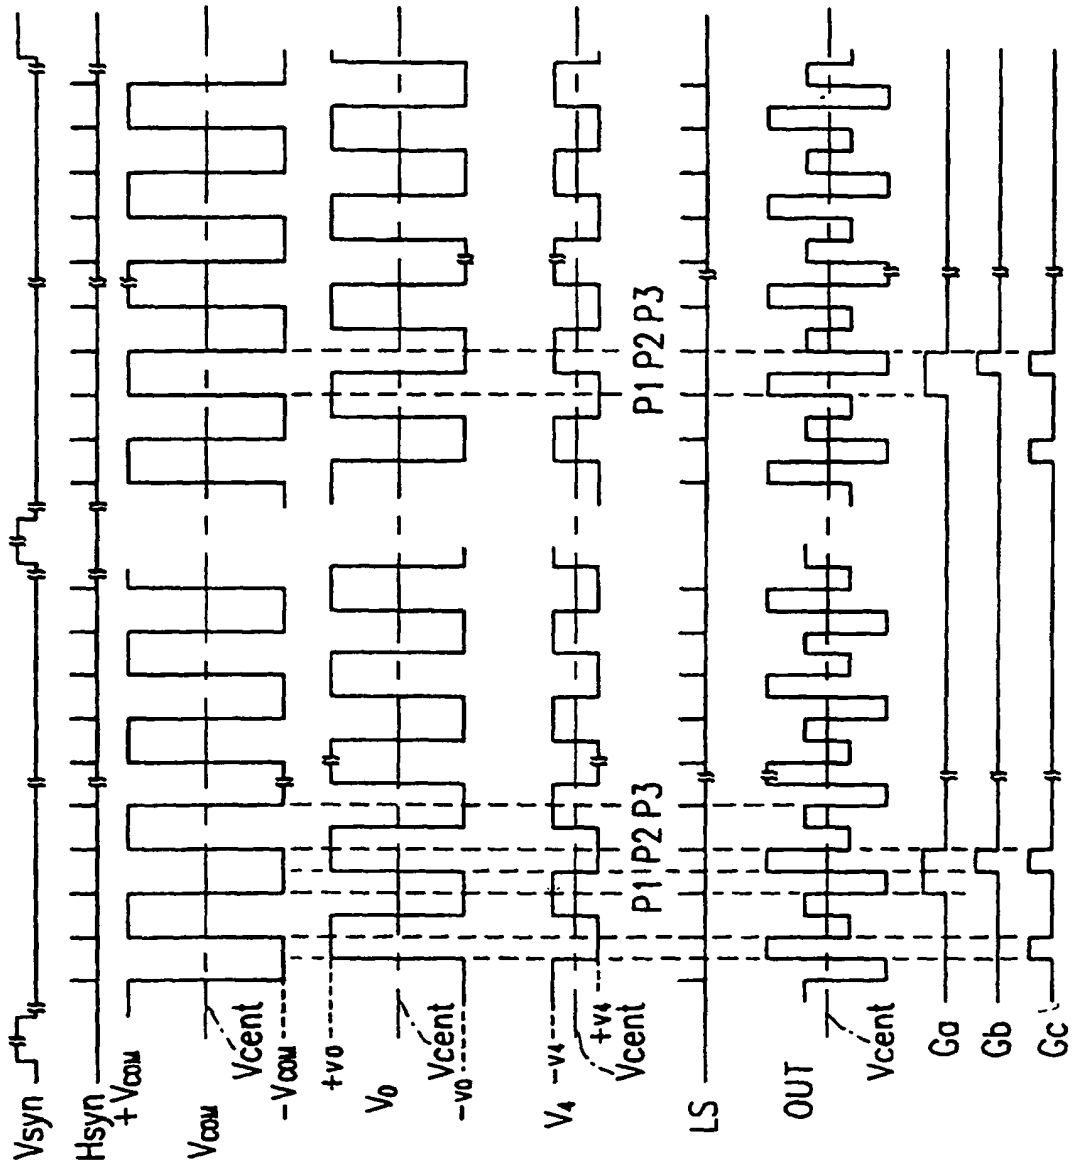 Vsyn
Hsyn
+VCOM
VCOM
Vcent
-VCOM
+v0
V0
Vcent
-v0
V4
-v4
+v4
Vcent
P1 P2 P3
P1 P2 P3
LS
OUT
Vcent
Ga
Gb
Gc